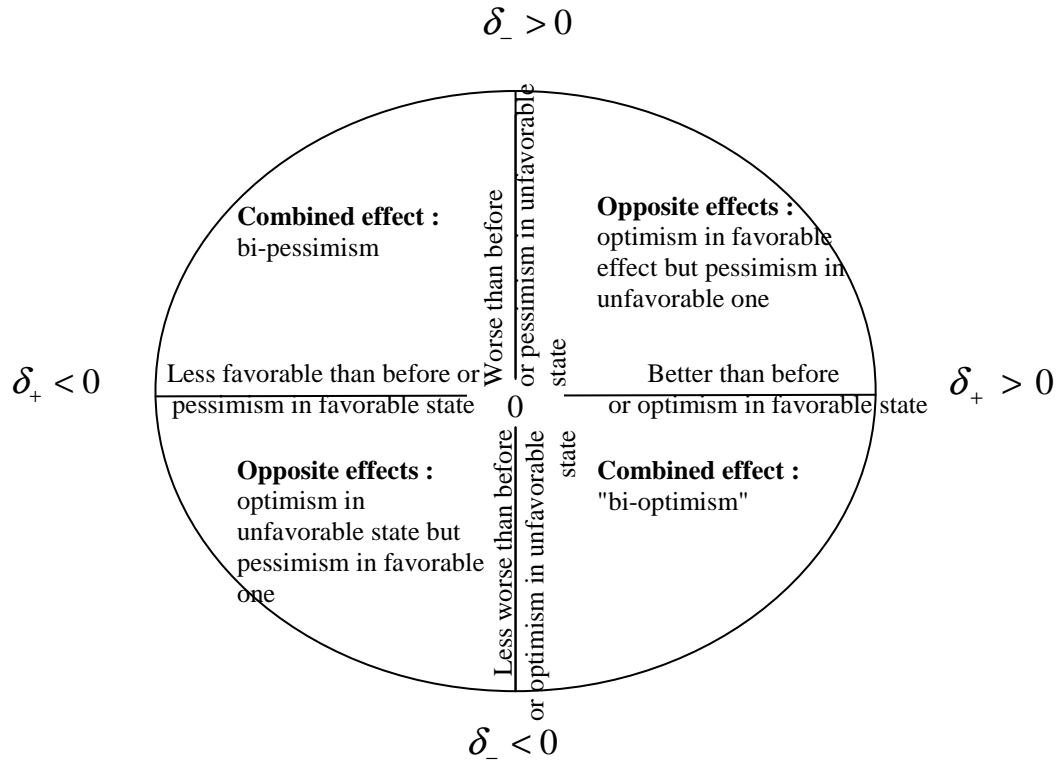 δ_ > 0
Worse than before
or pessimism in unfavorable
state
Combined effect :
bi-pessimism
Opposite effects :
optimism in favorable
effect but pessimism in
unfavorable one
δ₊ < 0
Less favorable than before or
pessimism in favorable state
0
Better than before
or optimism in favorable state
δ₊ > 0
Opposite effects :
optimism in
unfavorable state but
pessimism in favorable
one
Less worse than before
or optimism in unfavorable
state
Combined effect :
"bi-optimism"
δ_ < 0